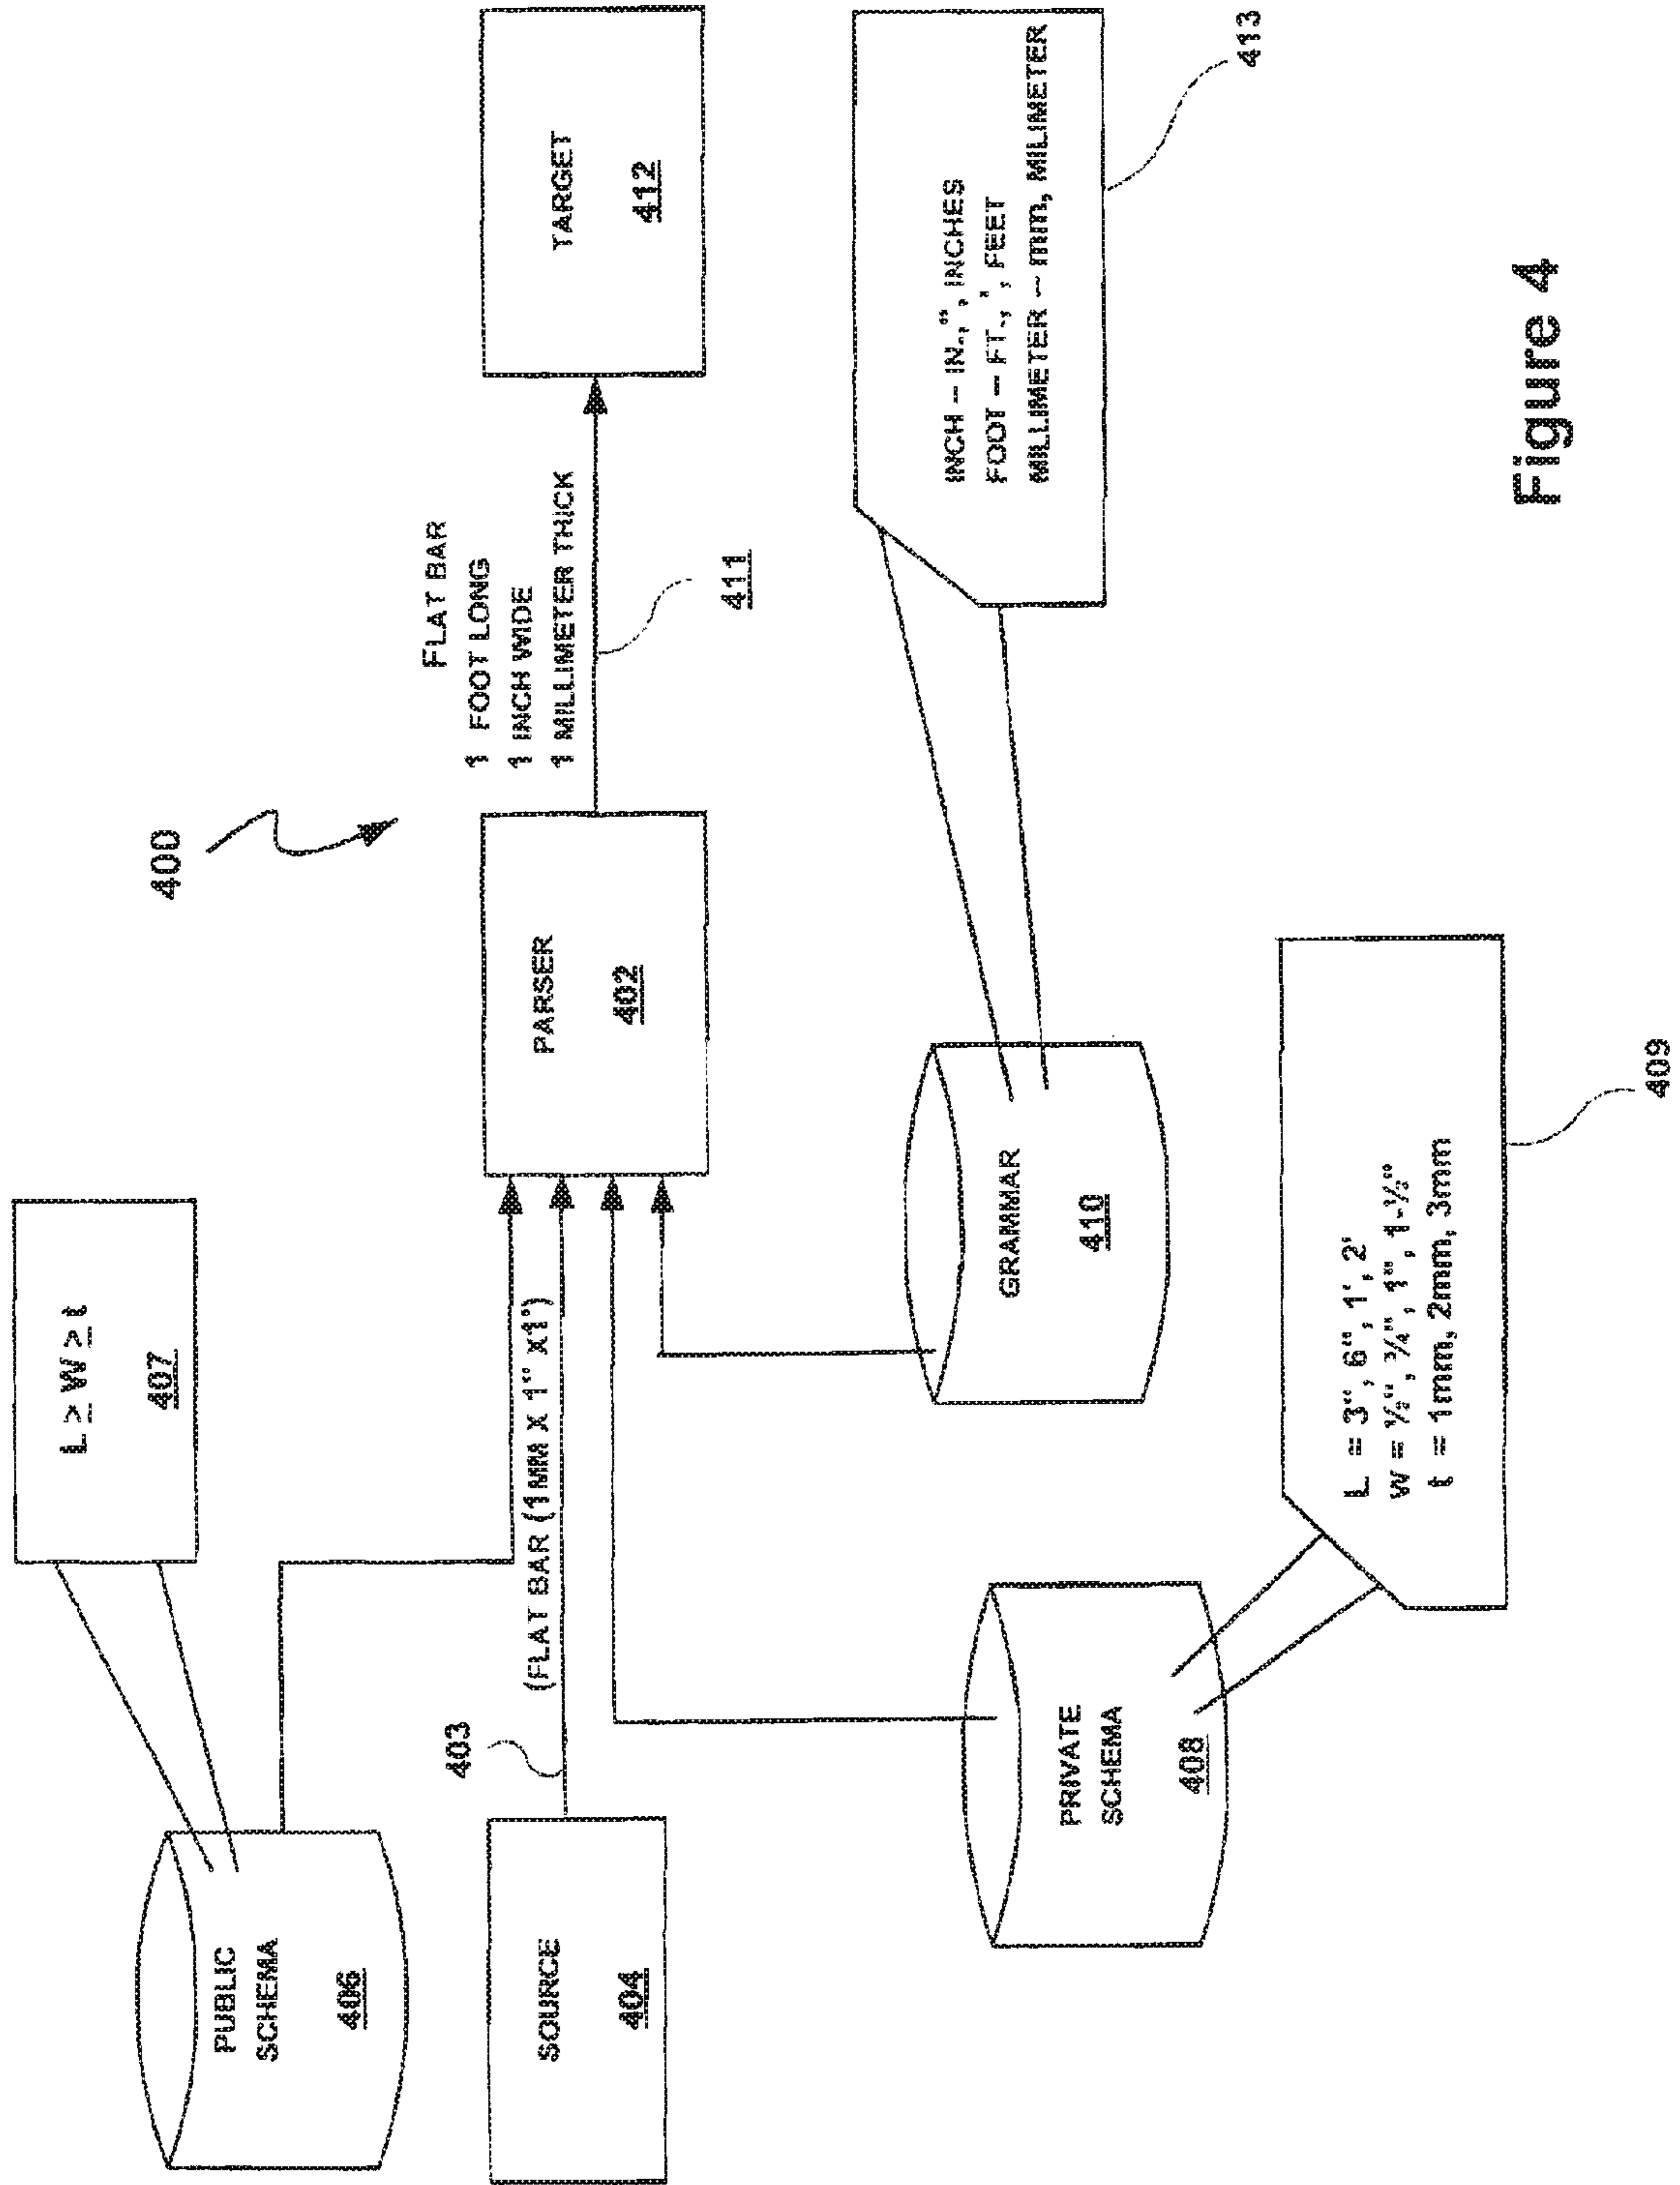 400
L ≥ W ≥ t
407
PUBLIC
SCHEMA
406
403
(FLAT BAR (1MM X 1" X1')
SOURCE
404
PARSER
402
FLAT BAR
1 FOOT LONG
1 INCH WIDE
1 MILLIMETER THICK
411
TARGET
412
PRIVATE
SCHEMA
408
GRAMMAR
410
INCH – IN.,", INCHES
FOOT – FT.,', FEET
MILLIMETER – mm, MILIMETER
413
L = 3", 6", 1', 2'
W = ½", ¾", 1", 1-½"
t = 1mm, 2mm, 3mm
409
Figure 4